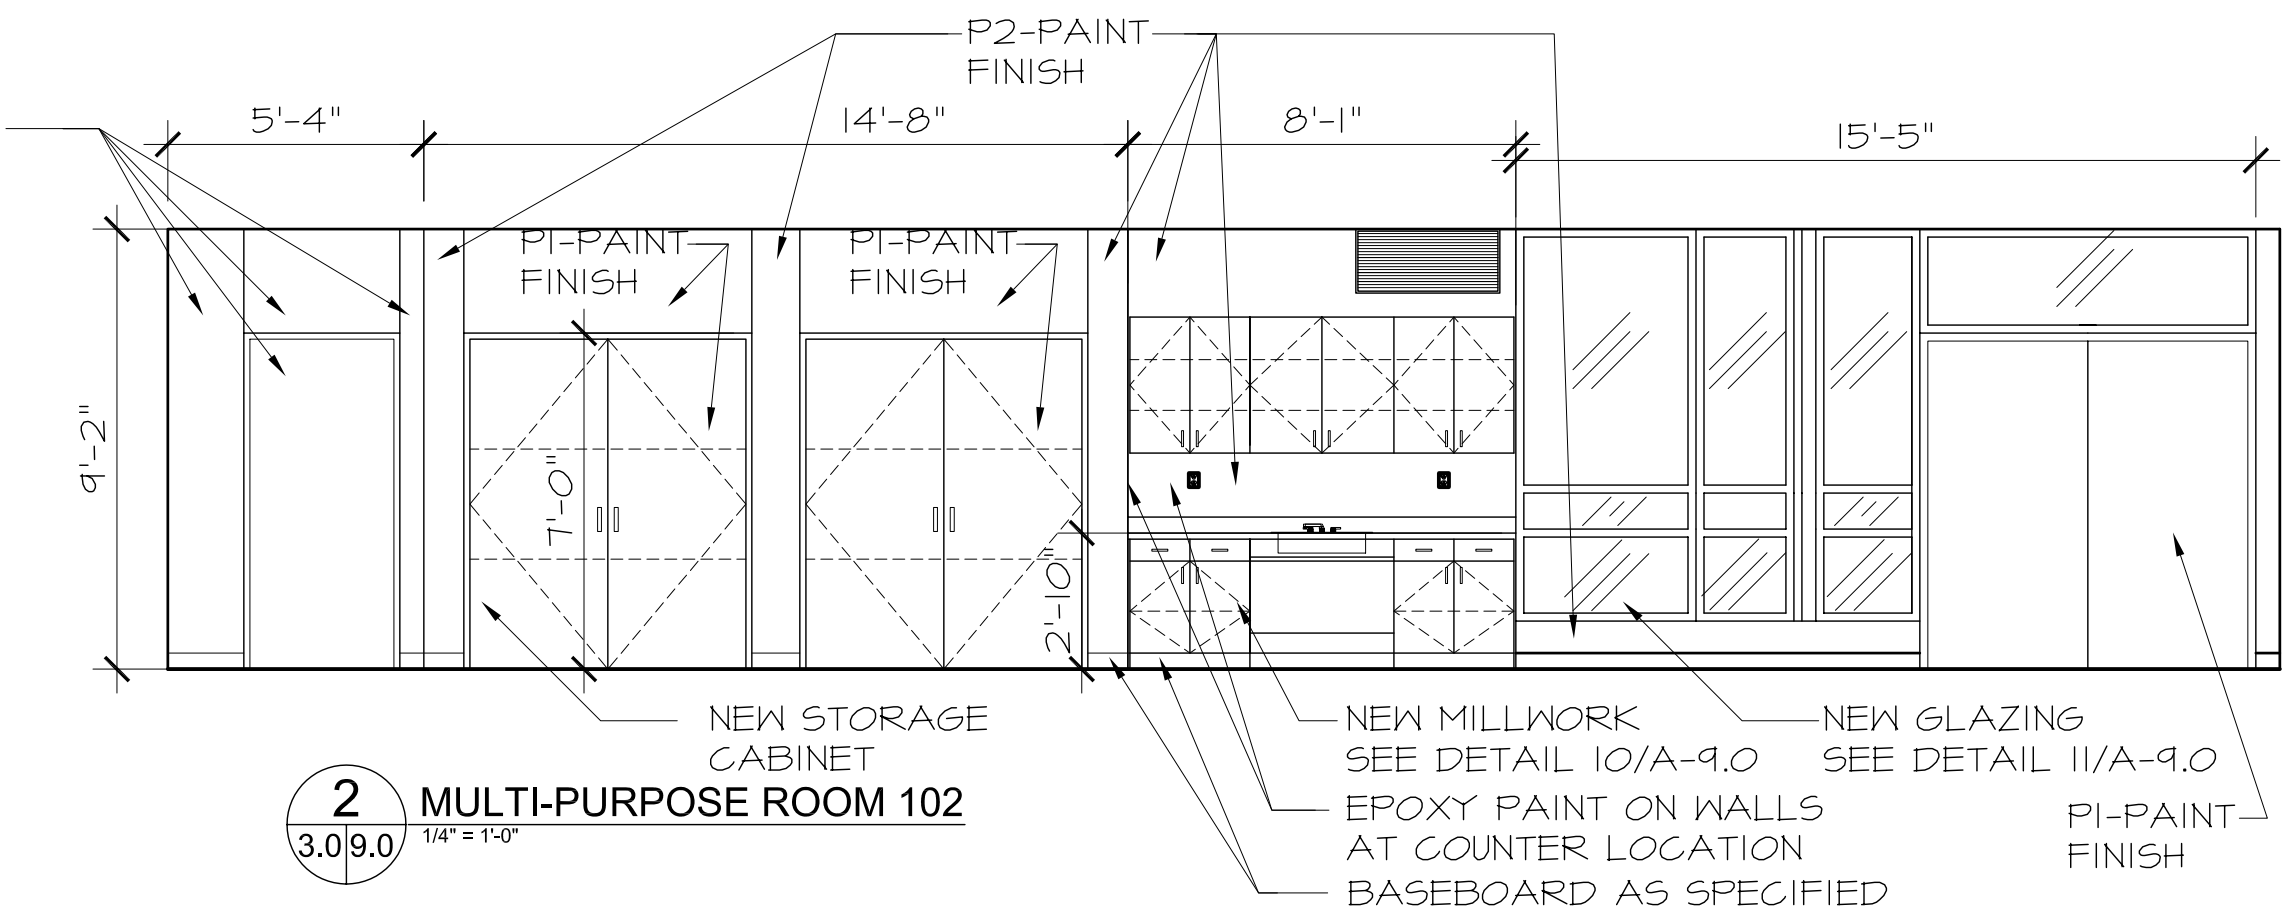 P2-PAINT
FINISH
5'-4"
14'-8"
8'-1"
15'-5"
P1-PAINT
FINISH
P1-PAINT
FINISH
9'-2"
7'-0"
2'-10"
NEW STORAGE
CABINET
NEW MILLWORK
SEE DETAIL 10/A-9.0
NEW GLAZING
SEE DETAIL 11/A-9.0
EPOXY PAINT ON WALLS
AT COUNTER LOCATION
BASEBOARD AS SPECIFIED
P1-PAINT
FINISH
2
3.0 9.0
MULTI-PURPOSE ROOM 102
1/4" = 1'-0"